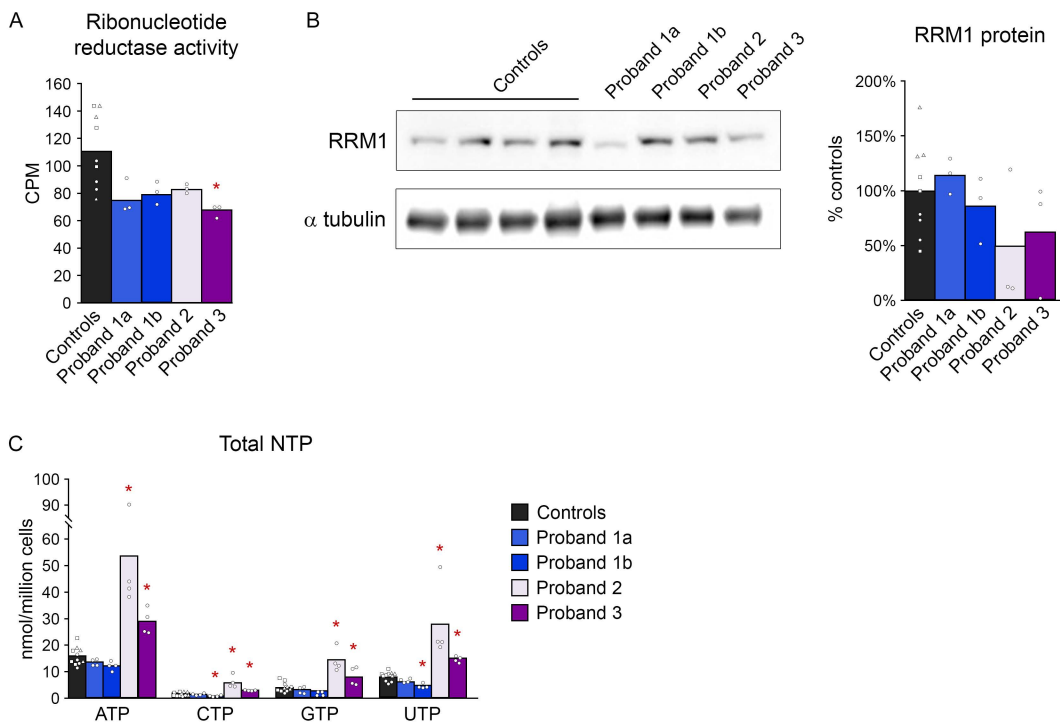 A
Ribonucleotide
reductase activity
160
140
120
100
80
60
40
20
0
CPM
*
Controls
Proband 1a
Proband 1b
Proband 2
Proband 3
B
Controls
Proband 1a
Proband 1b
Proband 2
Proband 3
RRM1
α tubulin
RRM1 protein
200%
150%
100%
50%
0%
% controls
Controls
Proband 1a
Proband 1b
Proband 2
Proband 3
C
Total NTP
100
90
60
50
40
30
20
10
0
nmol/million cells
* * * * * * * * * *
ATP CTP GTP UTP
Controls
Proband 1a
Proband 1b
Proband 2
Proband 3